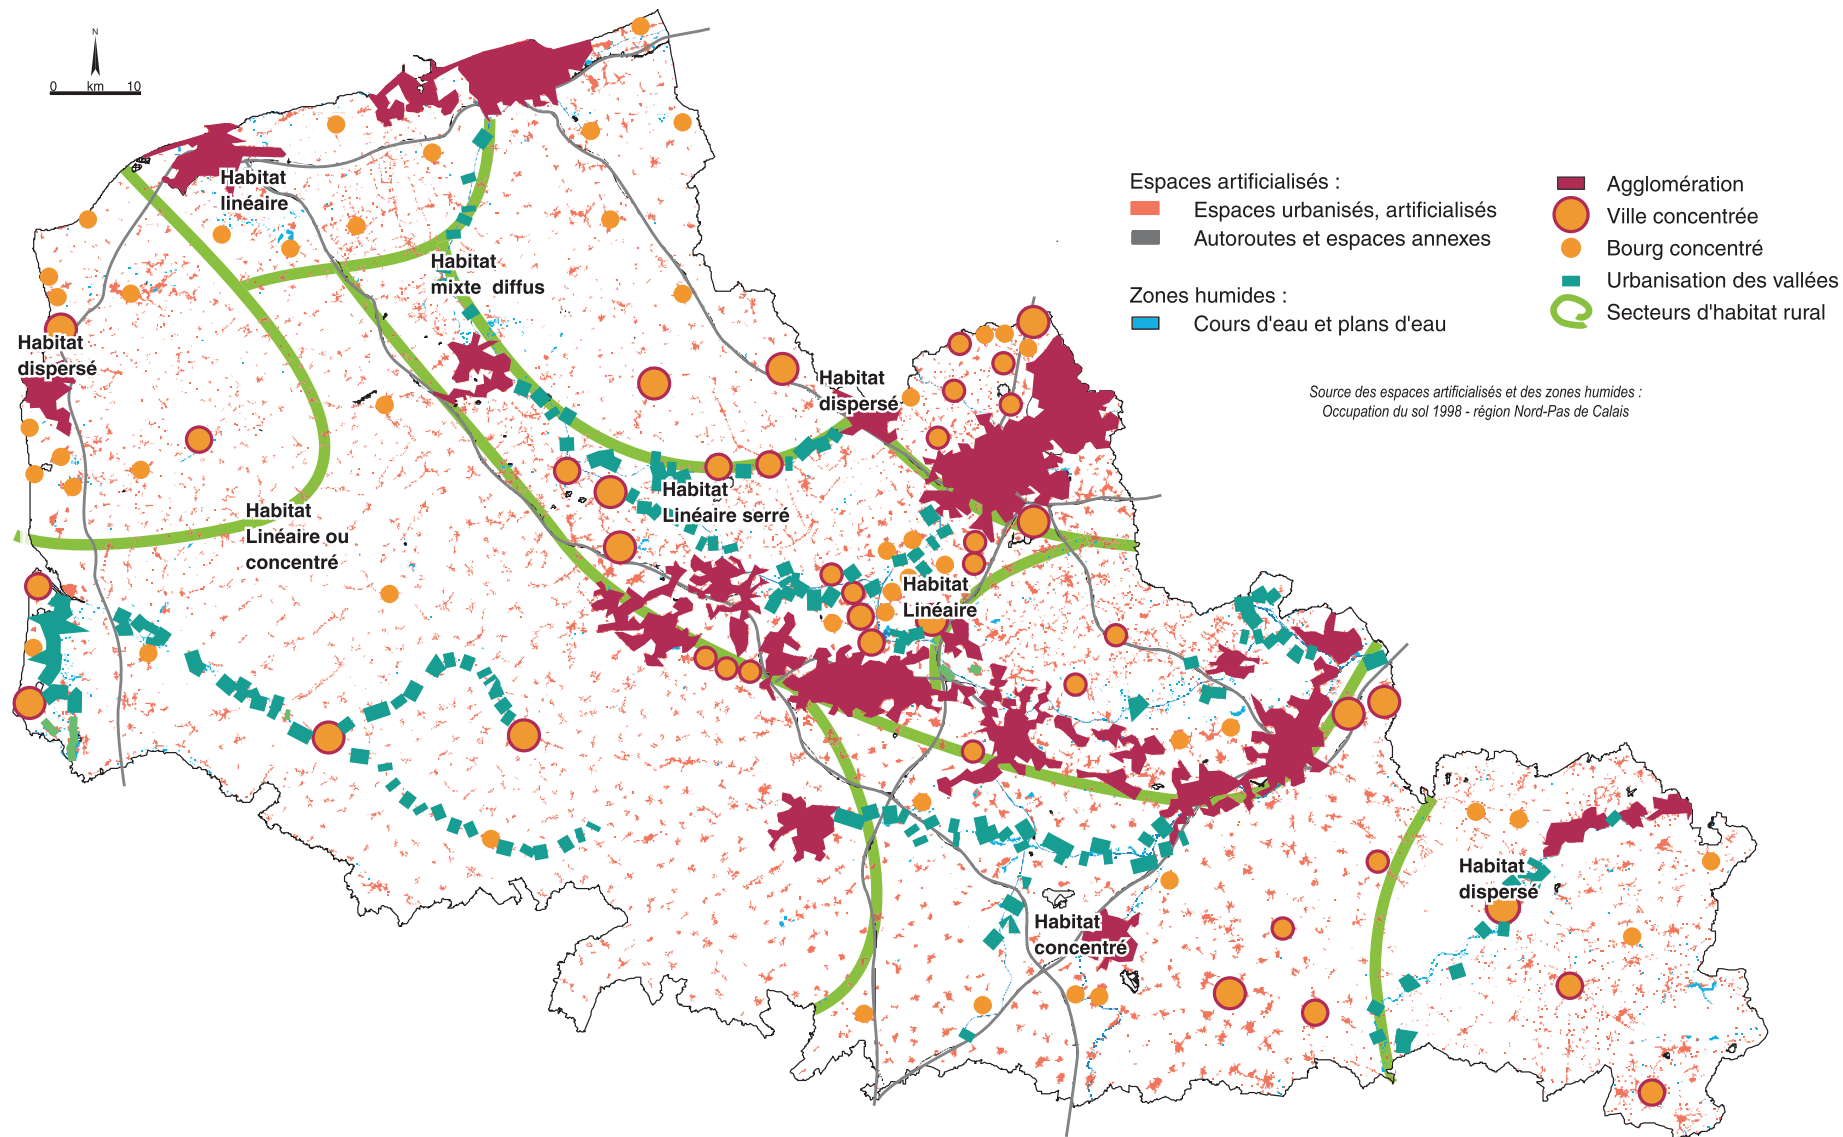 N
0 km 10
Habitat
linéaire
Habitat
mixte diffus
Habitat
dispersé
Habitat
dispersé
Habitat
Linéaire serré
Habitat
Linéaire ou
concentré
Habitat
Linéaire
Habitat
concentré
Habitat
dispersé
Espaces artificialisés :
Espaces urbanisés, artificialisés
Autoroutes et espaces annexes
Zones humides :
Cours d'eau et plans d'eau
Agglomération
Ville concentrée
Bourg concentré
Urbanisation des vallées
Secteurs d'habitat rural
Source des espaces artificialisés et des zones humides :
Occupation du sol 1998 - région Nord-Pas de Calais